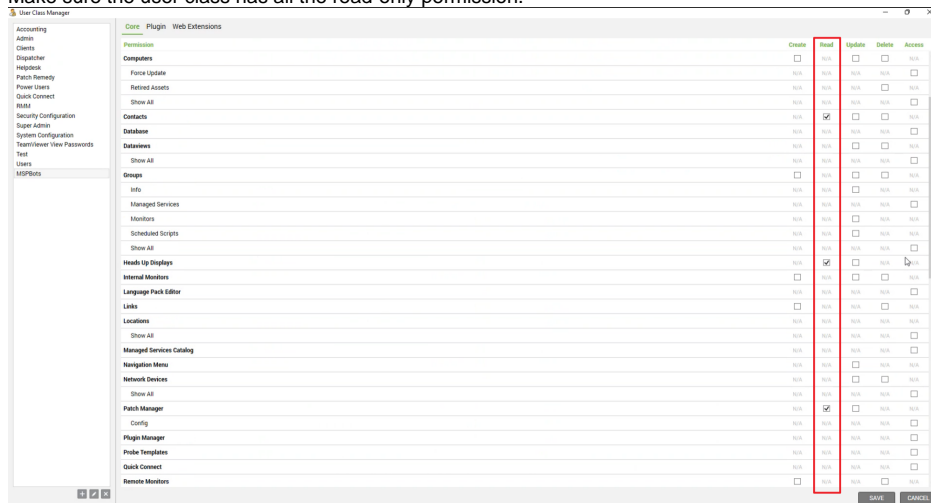 Make sure the user class has all the read-only permission.
User Class Manager
Accounting
Admin
Clients
Dispatcher
Helpdesk
Patch Remedy
Power Users
Quick Connect
RMM
Security Configuration
Super Admin
System Configuration
TeamViewer View Passwords
Test
Users
MSPBots
Core Plugin Web Extensions
Permission Create Read Update Delete Access
Computers N/A N/A
Force Update N/A N/A N/A N/A
Retired Assets N/A N/A N/A N/A
Show All N/A N/A N/A N/A
Contacts N/A N/A
Database N/A N/A N/A N/A
Dataviews N/A N/A N/A
Show All N/A N/A N/A N/A
Groups N/A N/A
Info N/A N/A N/A N/A
Managed Services N/A N/A N/A N/A
Monitors N/A N/A N/A N/A
Scheduled Scripts N/A N/A N/A N/A
Show All N/A N/A N/A N/A
Heads Up Displays N/A N/A N/A
Internal Monitors N/A N/A
Language Pack Editor N/A N/A N/A N/A
Links N/A N/A N/A
Locations N/A N/A N/A N/A N/A
Show All N/A N/A N/A N/A
Managed Services Catalog N/A N/A N/A N/A
Navigation Menu N/A N/A N/A N/A
Network Devices N/A N/A N/A
Show All N/A N/A N/A N/A
Patch Manager N/A N/A N/A
Config N/A N/A N/A N/A
Plugin Manager N/A N/A N/A N/A
Probe Templates N/A N/A N/A N/A
Quick Connect N/A N/A N/A N/A
Remote Monitors N/A N/A N/A
SAVE CANCEL